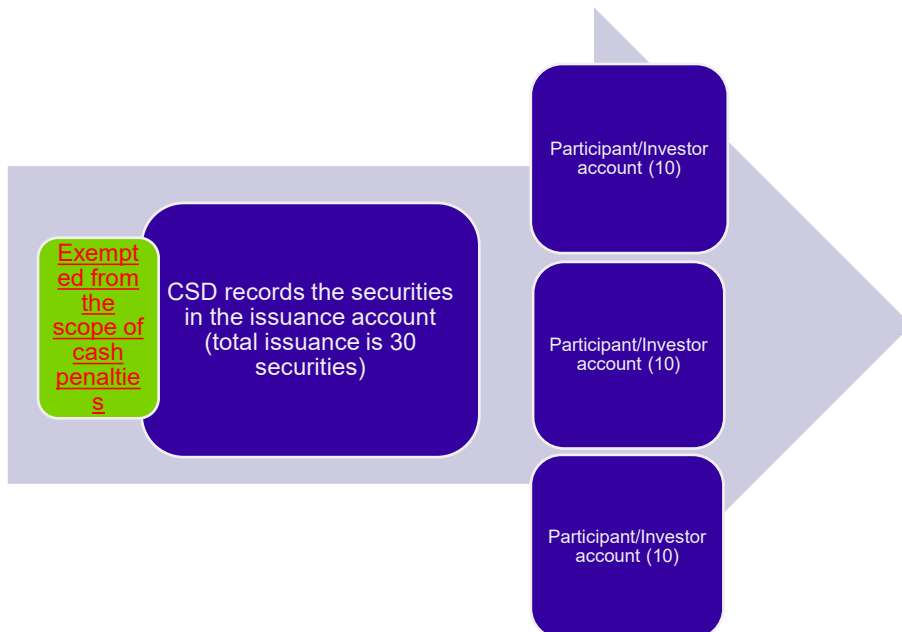 Exempt
ed from
the
scope of
cash
penaltie
s
CSD records the securities
in the issuance account
(total issuance is 30
securities)
Participant/Investor
account (10)
Participant/Investor
account (10)
Participant/Investor
account (10)